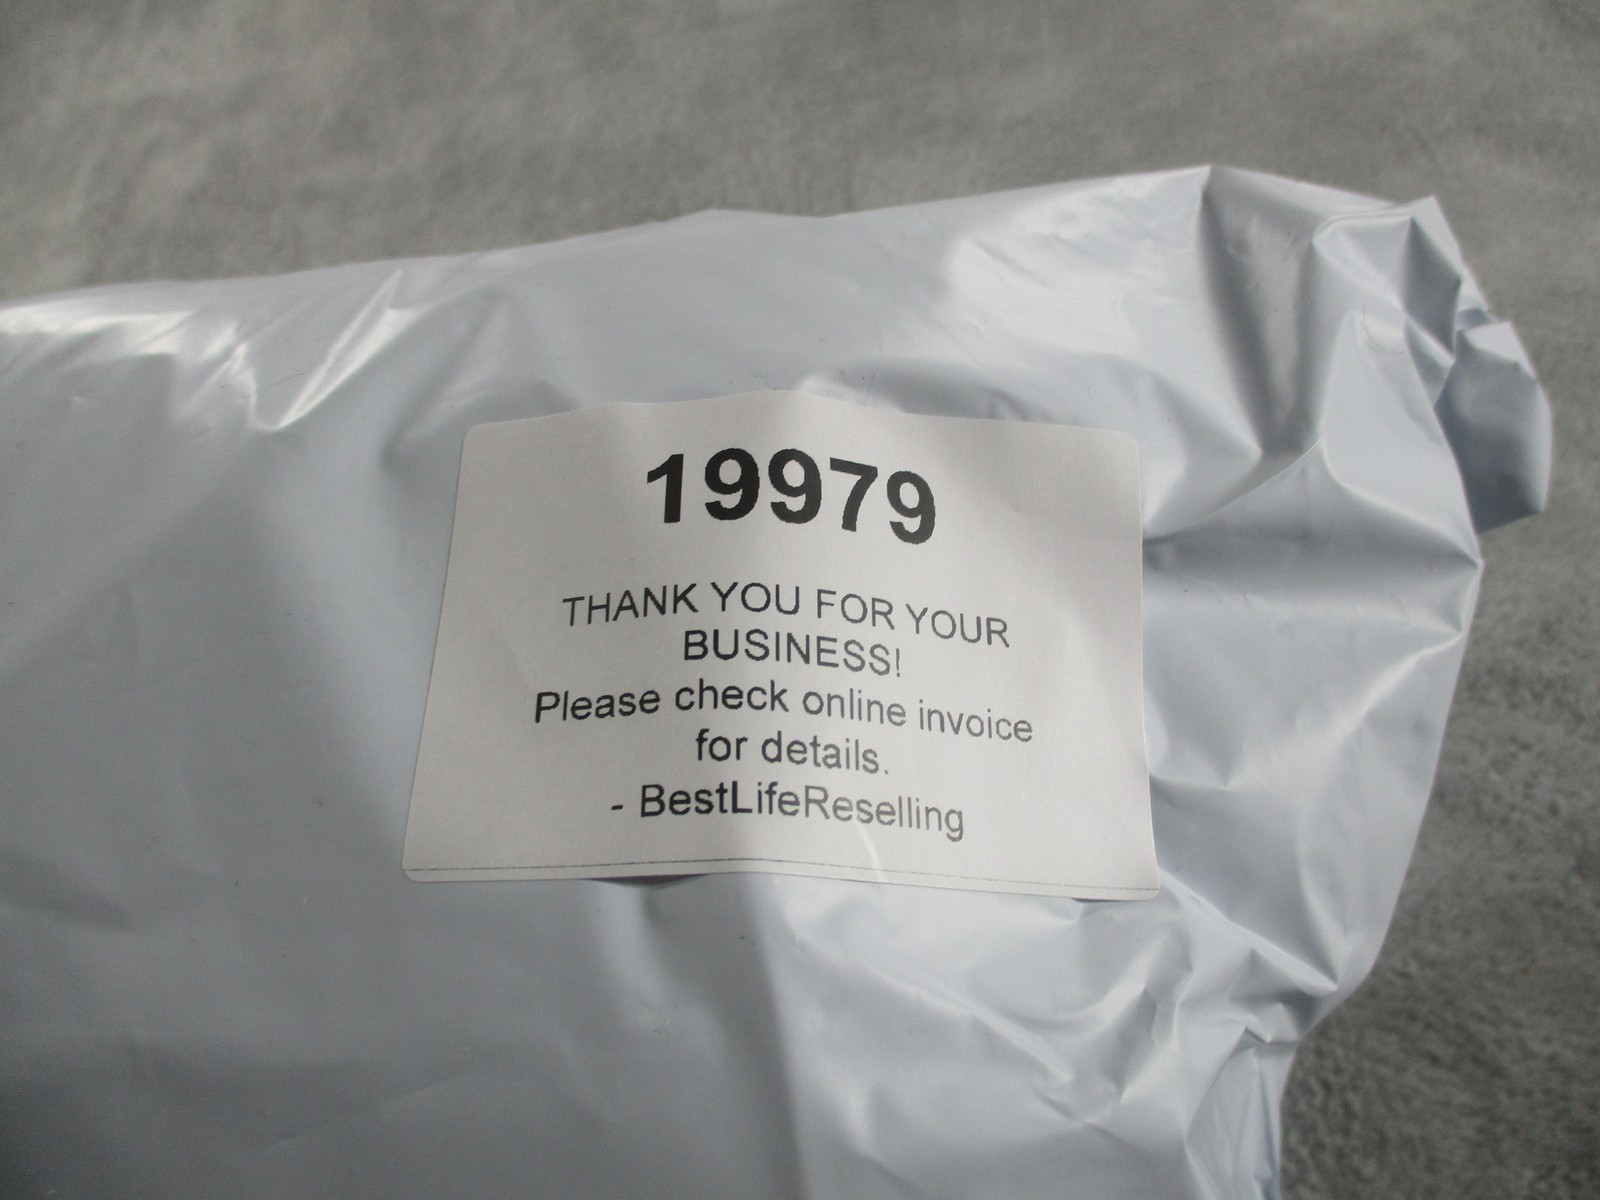 19979
THANK YOU FOR YOUR
BUSINESS!
Please check online invoice
for details.
- BestLifeReselling